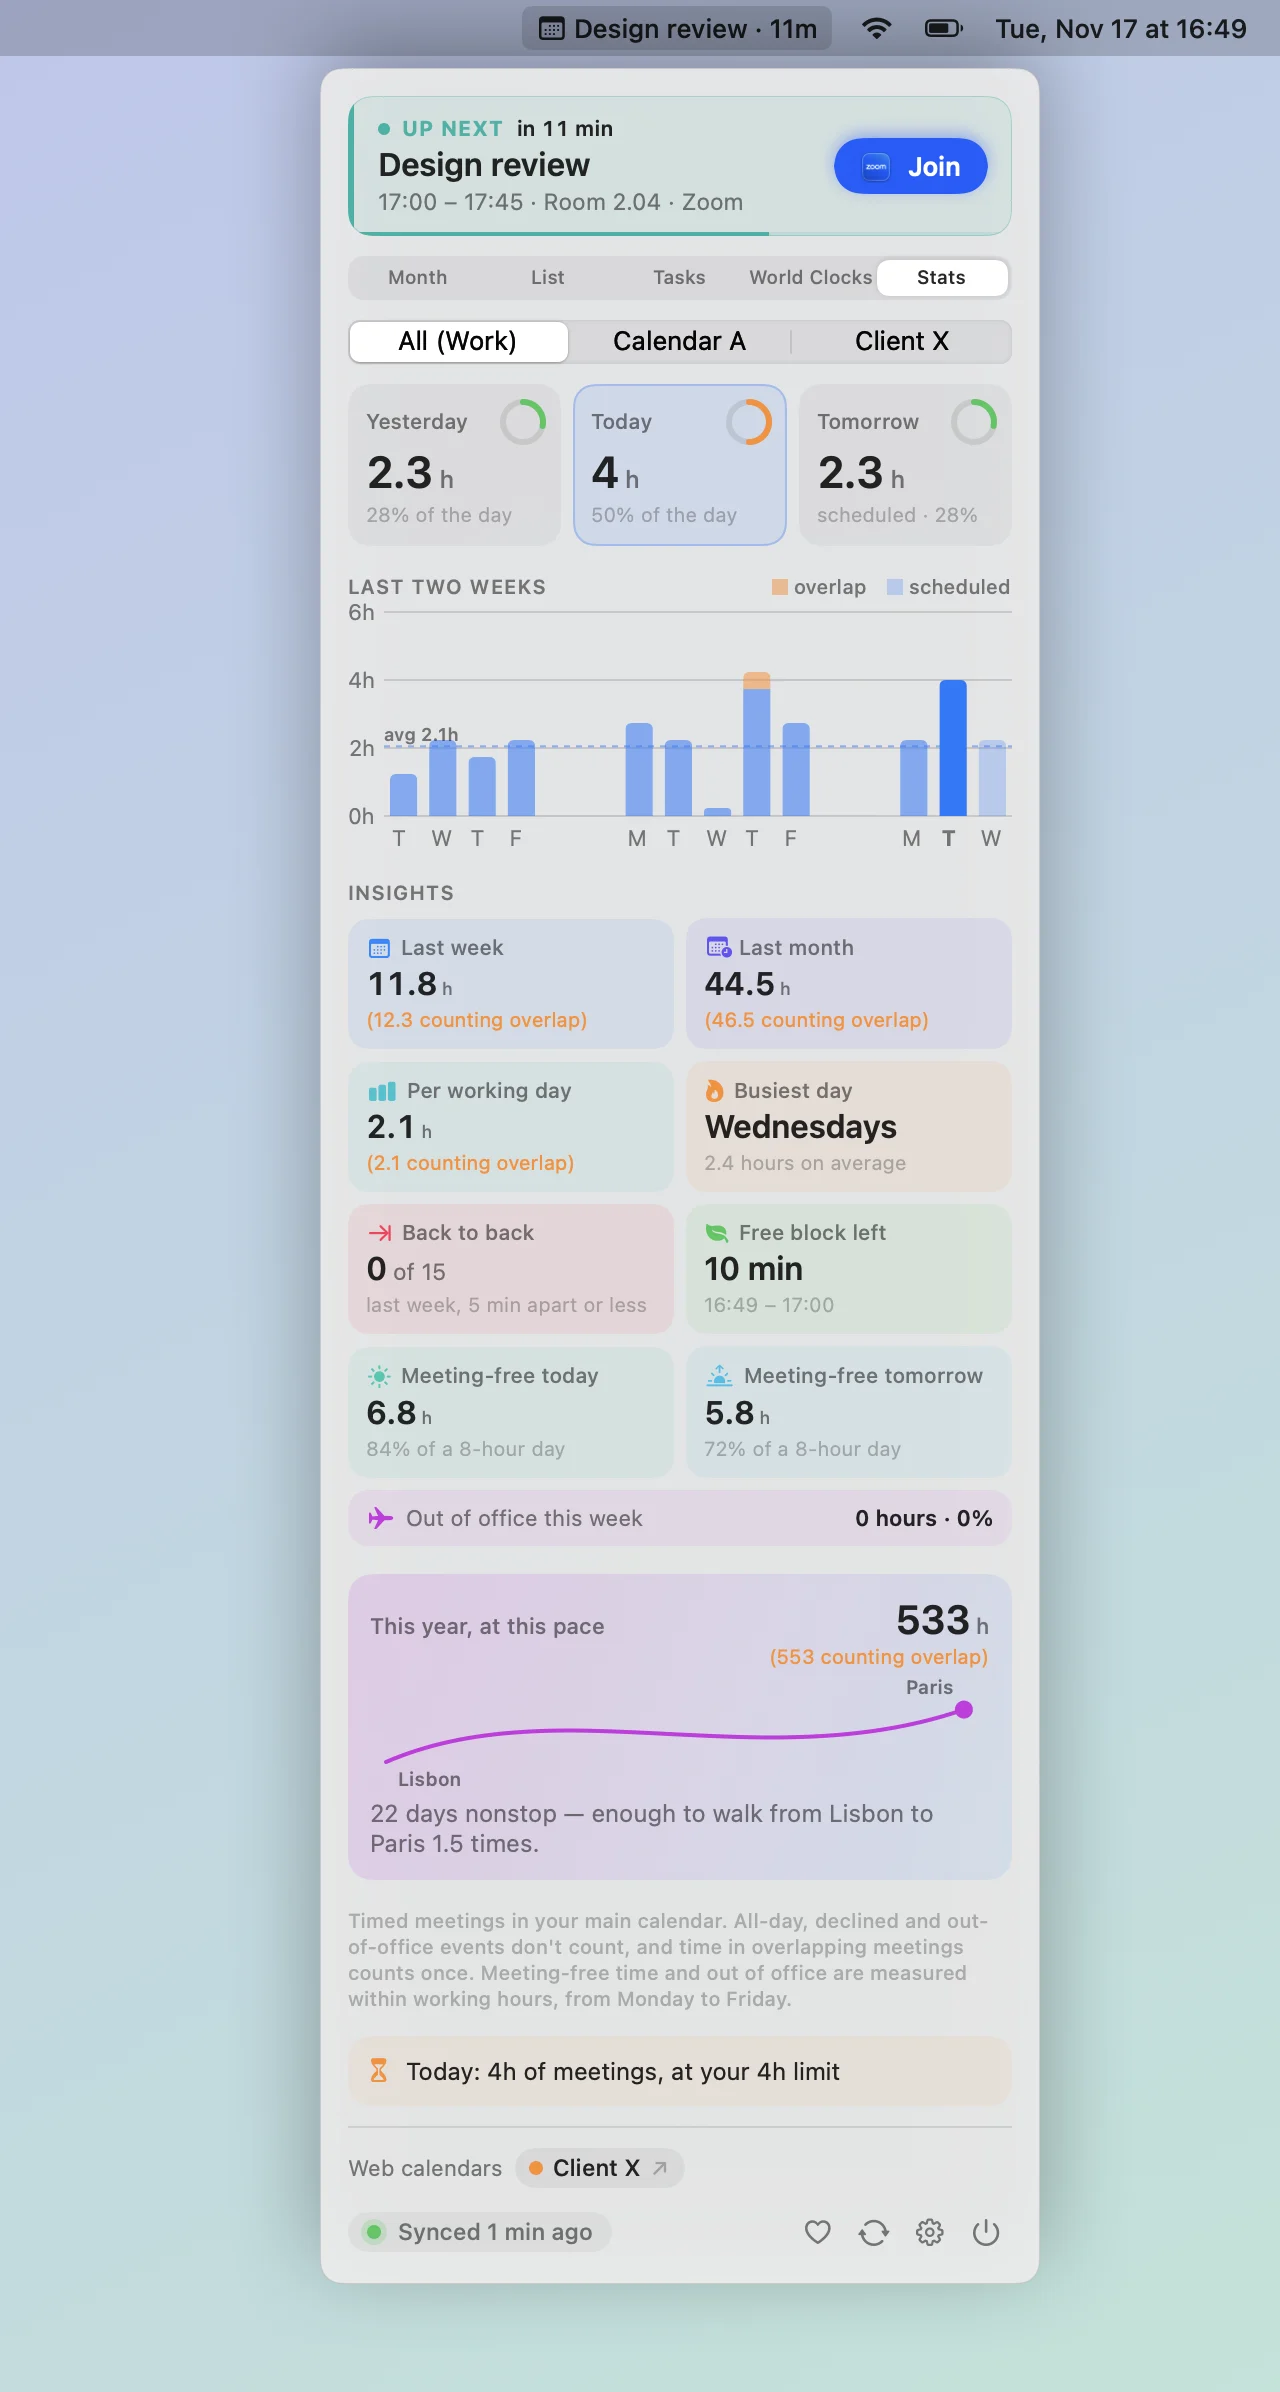 Design review · 11m
Tue, Nov 17 at 16:49
UP NEXT in 11 min
Design review
17:00 – 17:45 · Room 2.04 · Zoom
zoom Join
Month List Tasks World Clocks Stats
All (Work) Calendar A Client X
Yesterday
2.3 h
28% of the day
Today
4 h
50% of the day
Tomorrow
2.3 h
scheduled · 28%
LAST TWO WEEKS
overlap scheduled
6h
4h
avg 2.1h
2h
0h
T W T F M T W T F M T W
INSIGHTS
Last week
11.8 h
(12.3 counting overlap)
Last month
44.5 h
(46.5 counting overlap)
Per working day
2.1 h
(2.1 counting overlap)
Busiest day
Wednesdays
2.4 hours on average
Back to back
0 of 15
last week, 5 min apart or less
Free block left
10 min
16:49 – 17:00
Meeting-free today
6.8 h
84% of a 8-hour day
Meeting-free tomorrow
5.8 h
72% of a 8-hour day
Out of office this week
0 hours · 0%
This year, at this pace
533 h
(553 counting overlap)
Paris
Lisbon
22 days nonstop — enough to walk from Lisbon to
Paris 1.5 times.
Timed meetings in your main calendar. All-day, declined and out-
of-office events don't count, and time in overlapping meetings
counts once. Meeting-free time and out of office are measured
within working hours, from Monday to Friday.
Today: 4h of meetings, at your 4h limit
Web calendars Client X
Synced 1 min ago